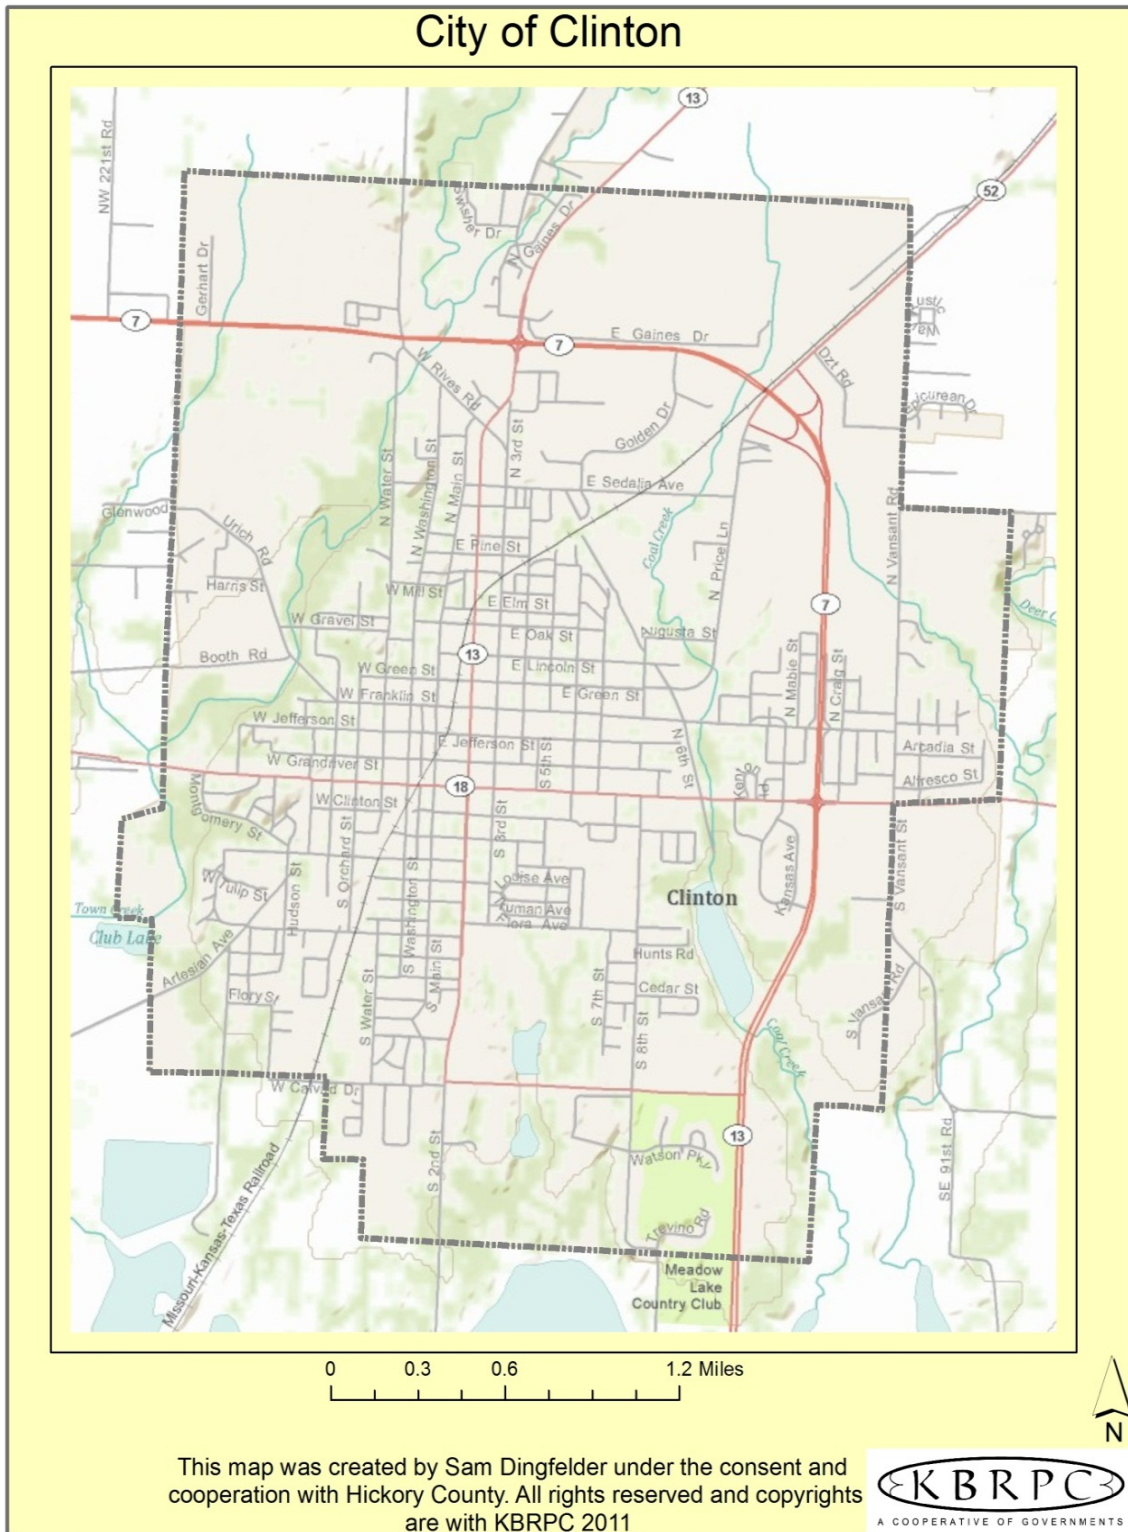 City of Clinton
13
NW 221st Rd
52
owsher Dr
N Gaines Dr
Gerhart Dr
7
E Gaines Dr
7
Dzt Rd
W Rives Rd
Epicurean Dr
Golden Dr
N 3rd St
N Water St
N Washington St
N Main St
E Sedalia Ave
Glenwood
Urich Rd
Coal Creek
N Price Ln
N Vansant Rd
E Pine St
Harris St
W Mill St
E Elm St
7
Deer C
W Gravel St
E Oak St
Augusta St
13
Booth Rd
W Green St
E Lincoln St
N Mabie St
N Craig St
W Franklin St
E Green St
W Jefferson St
E Jefferson St
N 6th St
Arcadia St
W Grandriver St
S 5th St
Alfresco St
18
Montg
omery St
W Clinton St
S 3rd St
S Orchard St
Kansas Ave
S Vansant St
W Tulip St
Hudson St
S Washington St
Louise Ave
Clinton
Town Creek
uman Ave
lora Ave
Club Lake
Artesian Ave
S Main St
Hunts Rd
Flory St
S Water St
S 7th St
Cedar St
S Vansant Rd
S 8th St
Coal Creek
W Calvird Dr
13
S 2nd St
Watson Pky
SE 91st Rd
Missouri-Kansas-Texas Railroad
Trevino Rd
Meadow
Lake
Country Club
0 0.3 0.6 1.2 Miles
N
This map was created by Sam Dingfelder under the consent and
cooperation with Hickory County. All rights reserved and copyrights
are with KBRPC 2011
KBRPC
A COOPERATIVE OF GOVERNMENTS